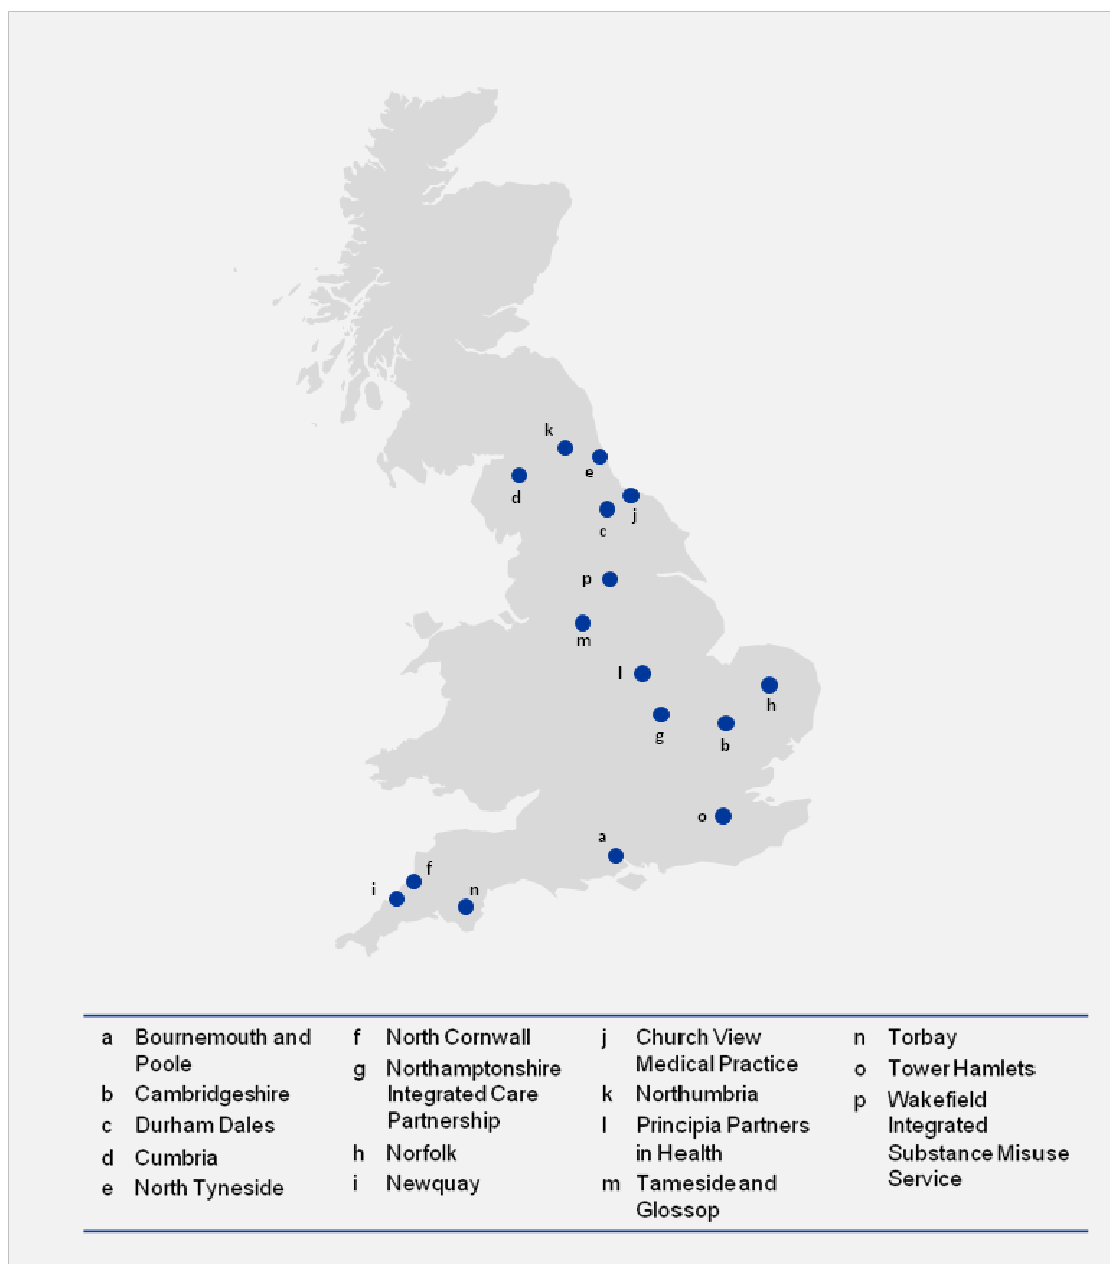 k
e
d
j
c
p
m
l
h
g
b
o
a
f
i
n
a Bournemouth and
Poole
b Cambridgeshire
c Durham Dales
d Cumbria
e North Tyneside
f North Cornwall
g Northamptonshire
Integrated Care
Partnership
h Norfolk
i Newquay
j Church View
Medical Practice
k Northumbria
l Principia Partners
in Health
m Tameside and
Glossop
n Torbay
o Tower Hamlets
p Wakefield
Integrated
Substance Misuse
Service